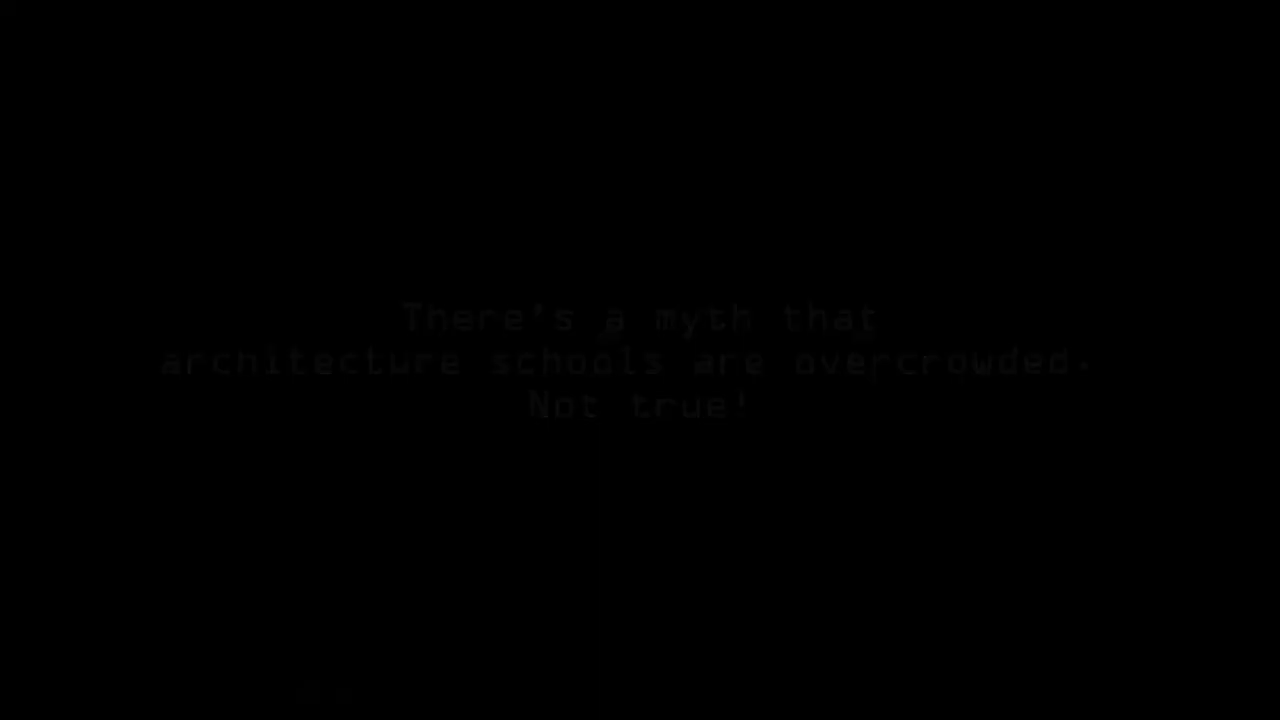 There's a myth that
architecture schools are overcrowded.
Not true!